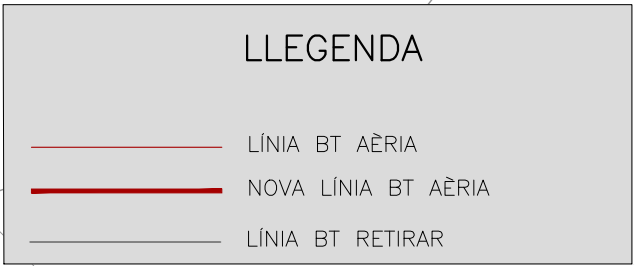 LLEGENDA
LÍNIA BT AÈRIA
NOVA LÍNIA BT AÈRIA
LÍNIA BT RETIRAR